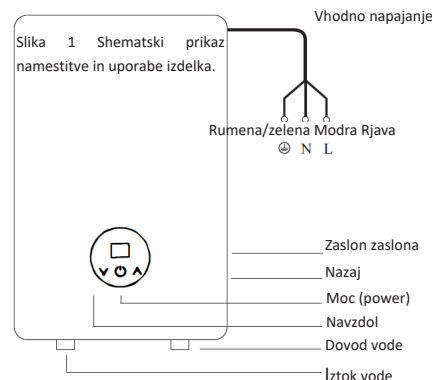 Vhodno napajanje
Slika 1 Shematski prikaz
namestitve in uporabe izdelka.
Rumena/zelena Modra Rjava
N L
Zaslon zaslona
Nazaj
Moc (power)
Navzdol
Dovod vode
Iztok vode